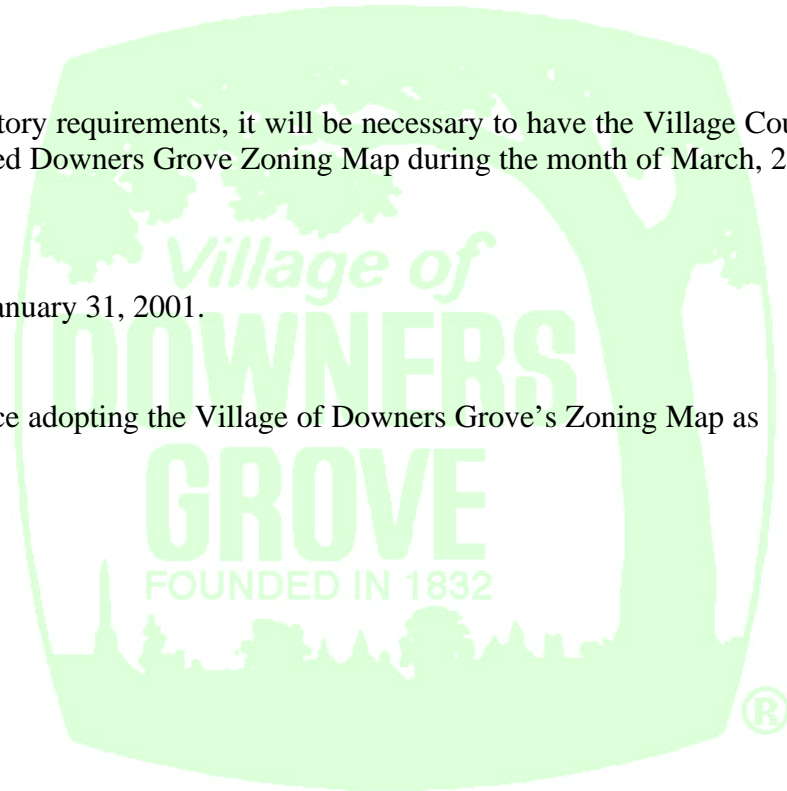 tory requirements, it will be necessary to have the Village Cou
ed Downers Grove Zoning Map during the month of March, 2
Village of
anuary 31, 2001.
DOWNERS
ce adopting the Village of Downers Grove’s Zoning Map as
GROVE
FOUNDED IN 1832
®